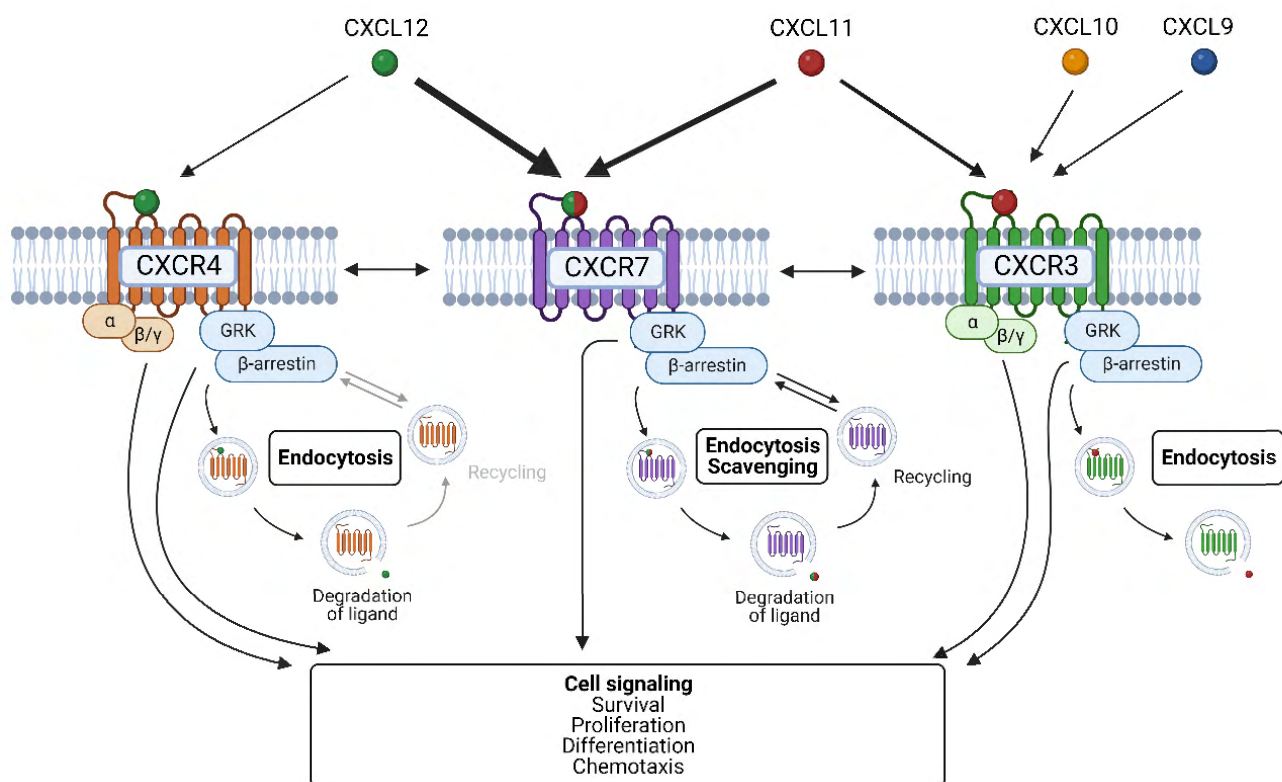 CXCL12
CXCL11
CXCL10
CXCL9
CXCR4
CXCR7
CXCR3
α
β/γ
GRK
β-arrestin
GRK
β-arrestin
α
β/γ
GRK
β-arrestin
Endocytosis
Recycling
Degradation
of ligand
Endocytosis
Scavenging
Recycling
Degradation
of ligand
Endocytosis
Cell signaling
Survival
Proliferation
Differentiation
Chemotaxis